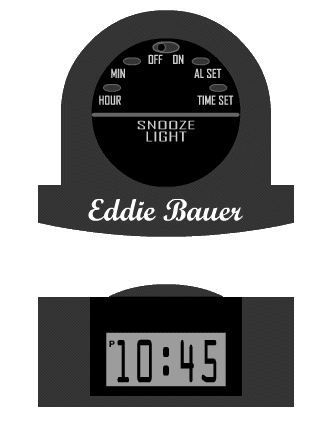 OFF ON
MIN AL SET
HOUR TIME SET
SNOOZE
LIGHT
Eddie Bauer
P 10:45